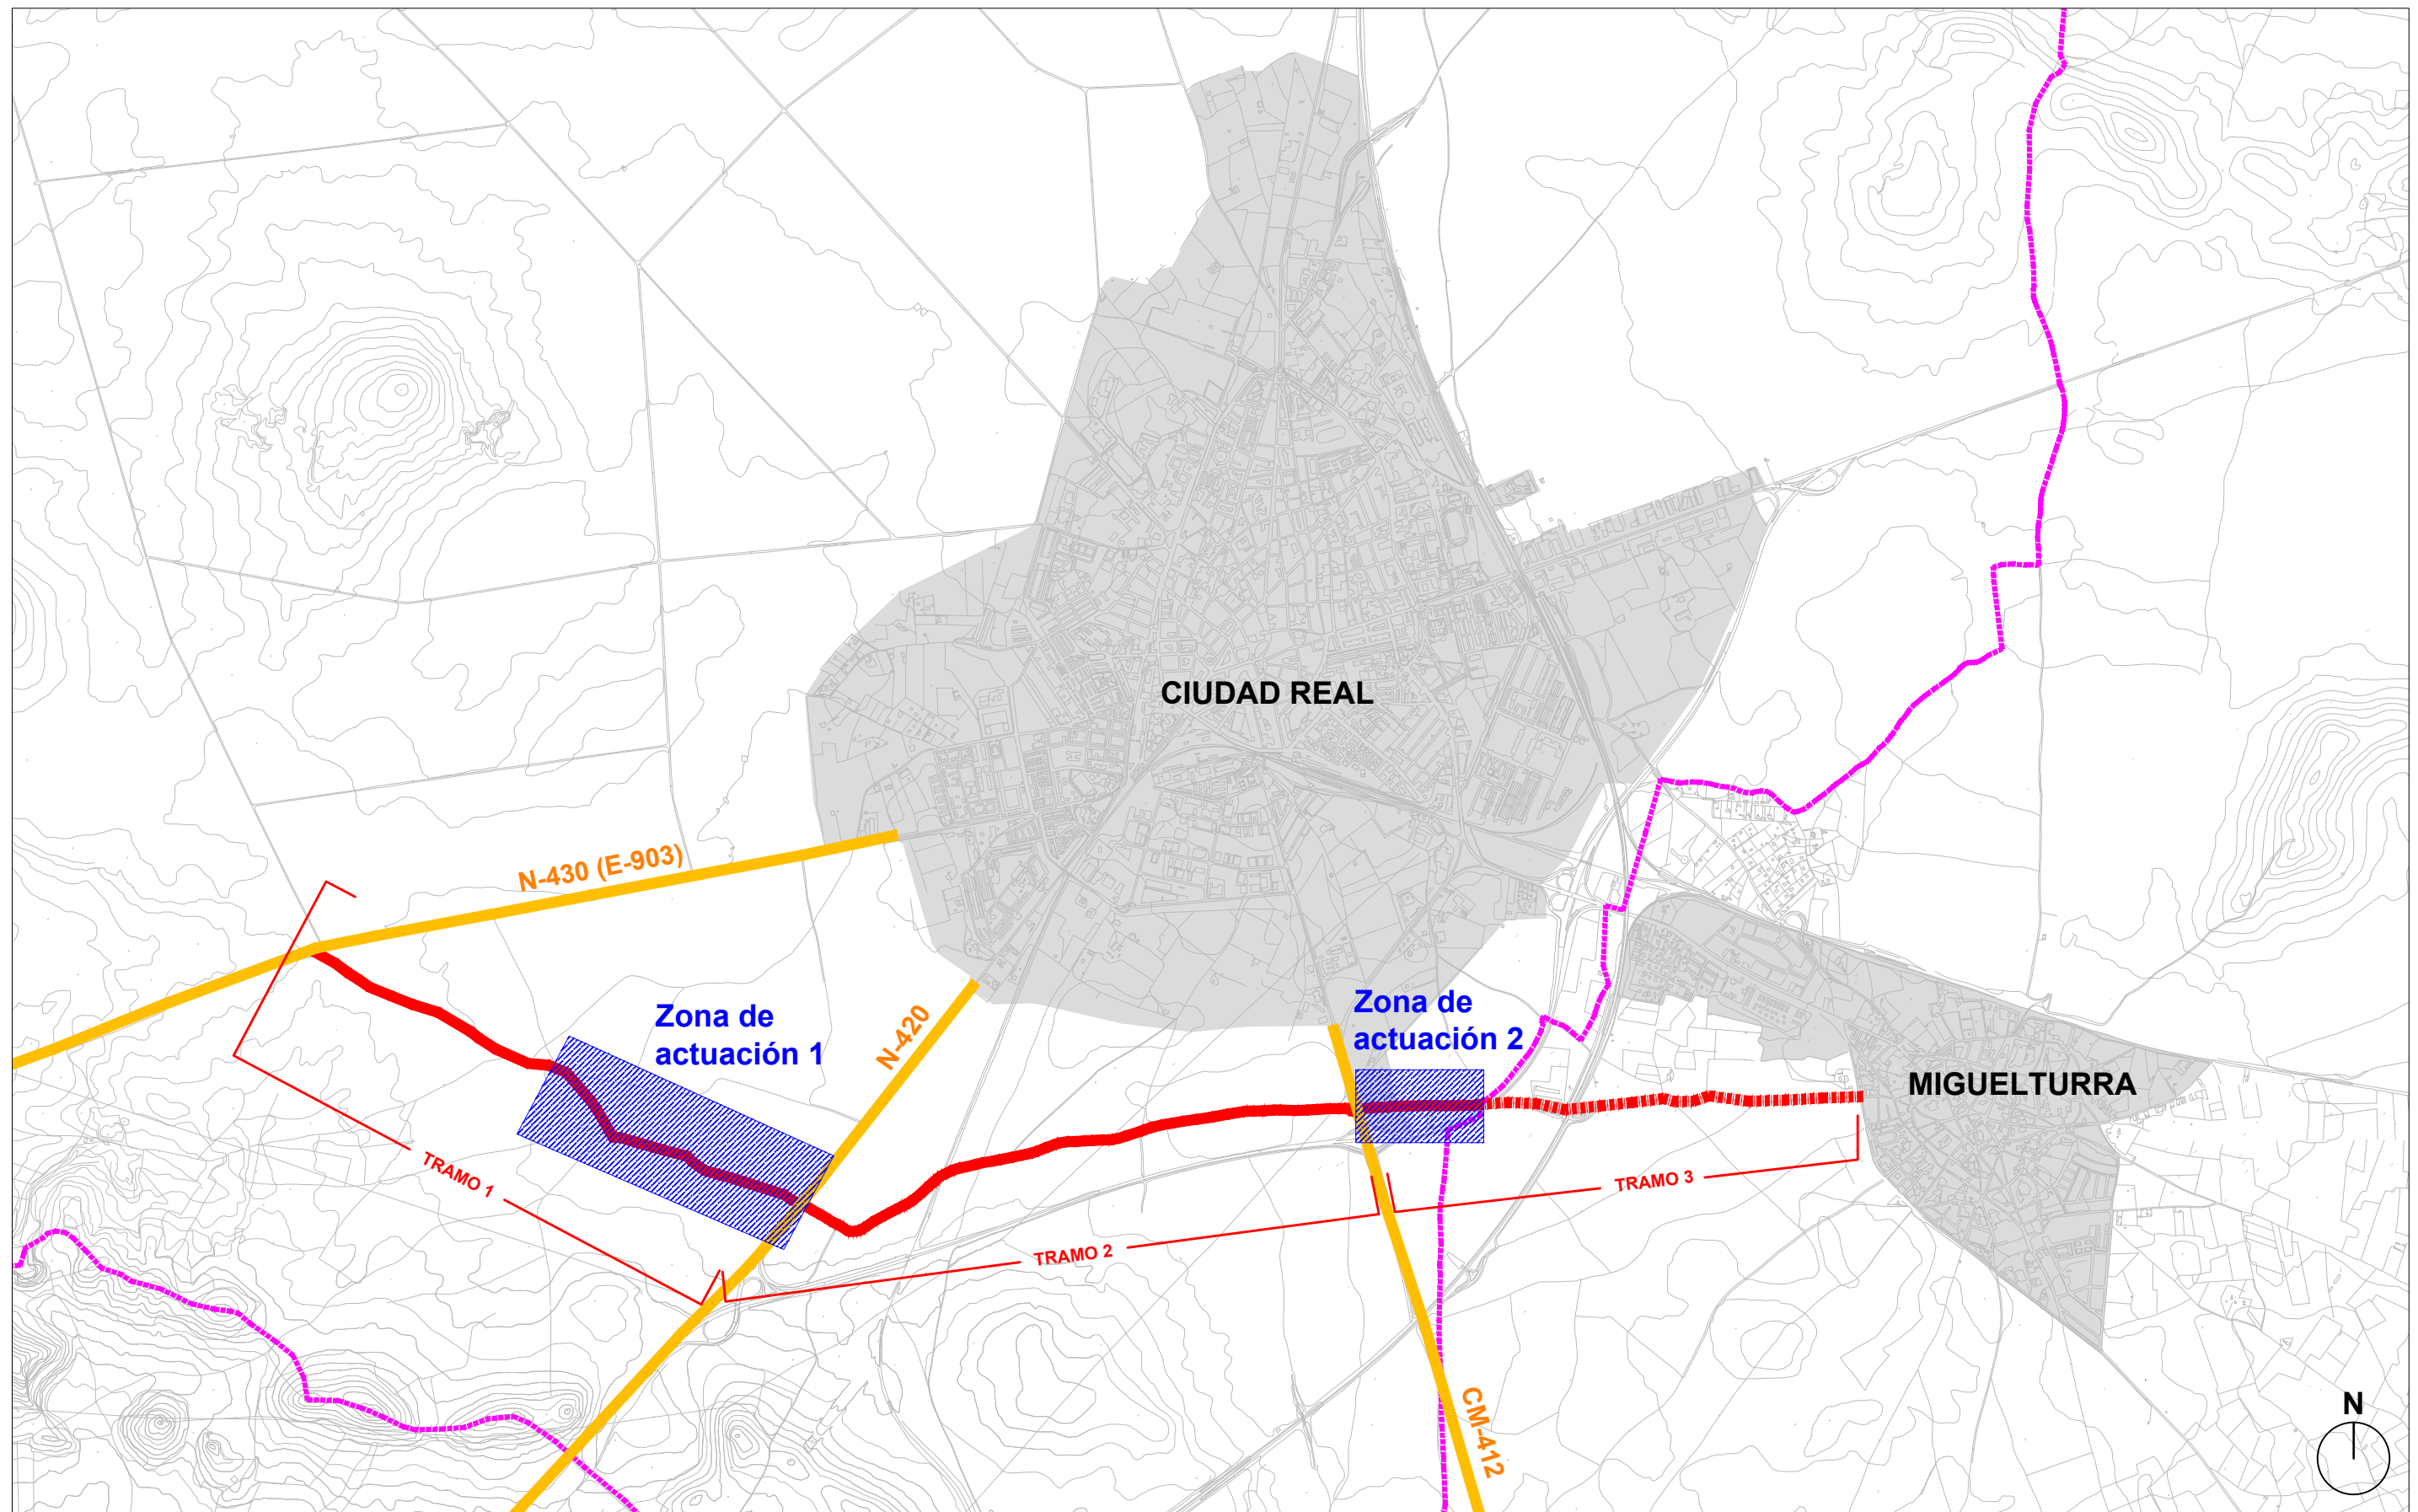 CIUDAD REAL
N-430 (E-903)
Zona de
actuación 1
N-420
Zona de
actuación 2
MIGUELTURRA
TRAMO 1
TRAMO 2
TRAMO 3
CM-412
N